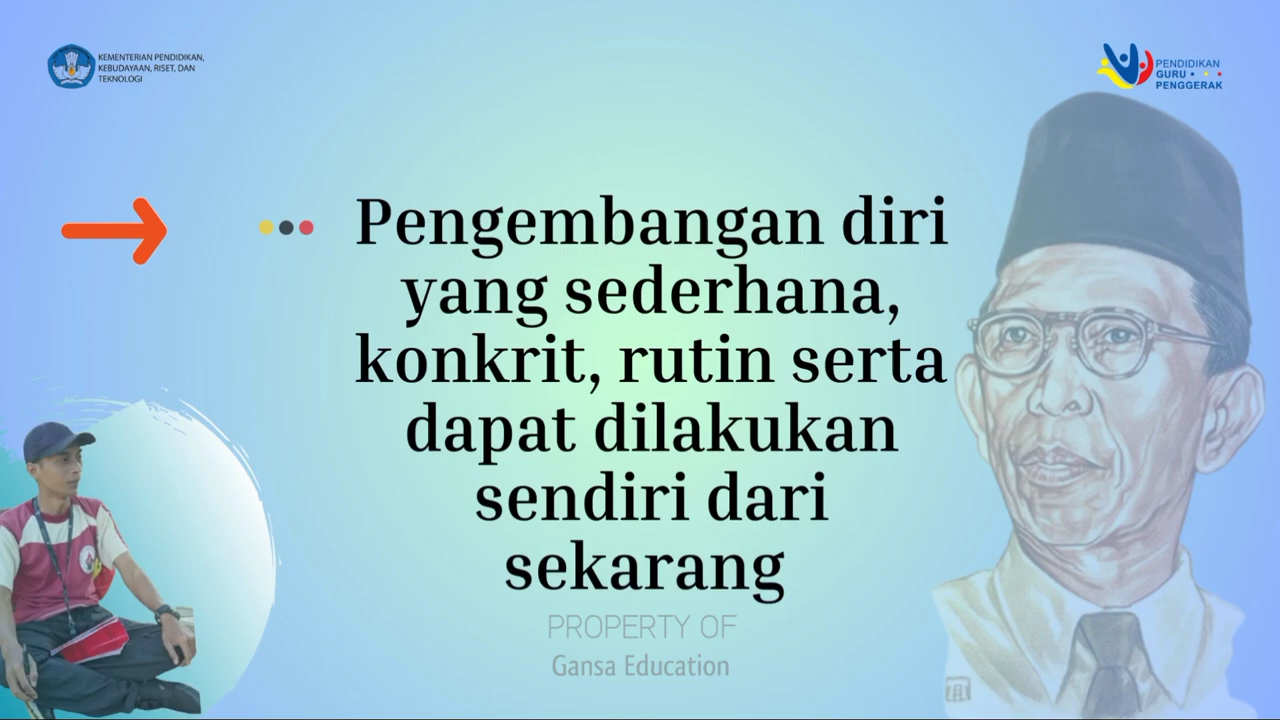 KEMENTERIAN PENDIDIKAN,
KEBUDAYAAN, RISET, DAN
TEKNOLOGI
PENDIDIKAN
GURU
PENGGERAK
Pengembangan diri
yang sederhana,
konkrit, rutin serta
dapat dilakukan
sendiri dari
sekarang
PROPERTY OF
Gansa Education